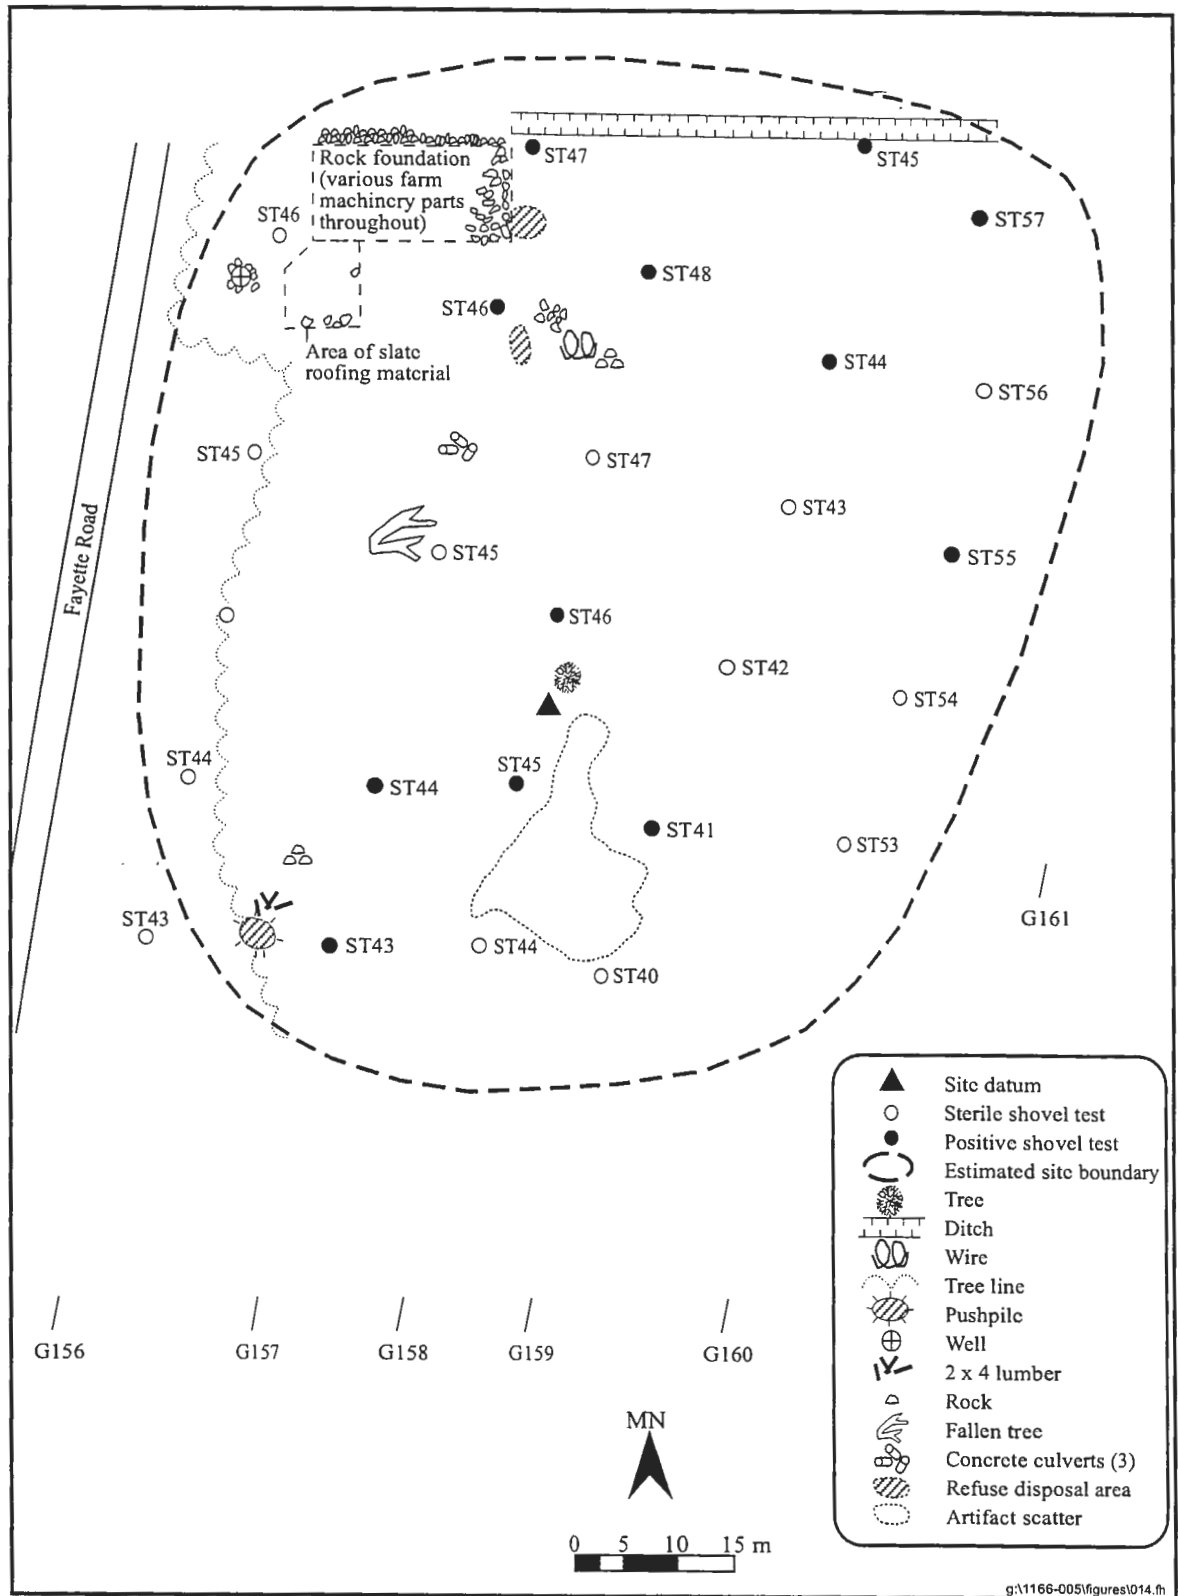 ST47
ST45
Rock foundation
(various farm
machincry parts
throughout)
ST46
ST57
ST48
ST46
Area of slate
roofing material
ST44
ST56
ST45
ST47
ST43
ST45
ST55
Fayette Road
ST46
ST42
ST54
ST44
ST44
ST45
ST41
ST53
G161
ST43
ST43
ST44
ST40
Site datum
Sterile shovel test
Positive shovel test
Estimated site boundary
Tree
Ditch
Wire
Tree line
Pushpile
Well
2 x 4 lumber
Rock
Fallen tree
Concrete culverts (3)
Refuse disposal area
Artifact scatter
G156
G157
G158
G159
G160
MN
0 5 10 15 m
g:\1166-005\figures\014.fh